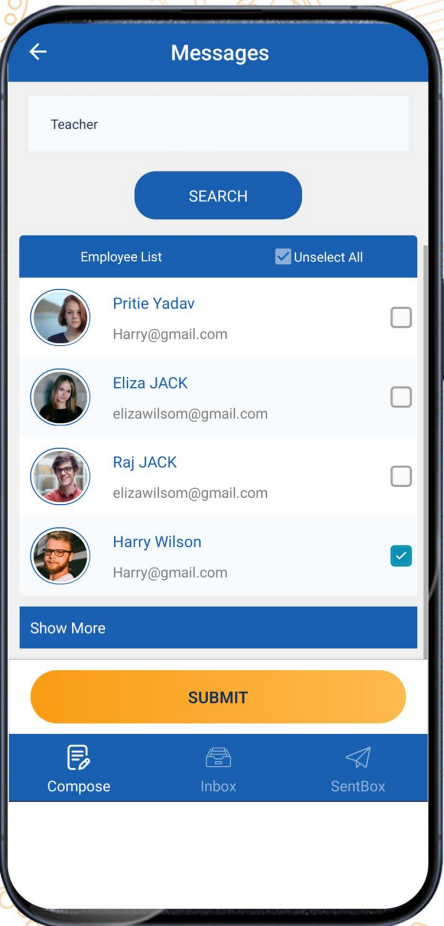 Messages
Teacher
SEARCH
Employee List Unselect All
Pritie Yadav
Harry@gmail.com
Eliza JACK
elizawilsom@gmail.com
Raj JACK
elizawilsom@gmail.com
Harry Wilson
Harry@gmail.com
Show More
SUBMIT
Compose Inbox SentBox